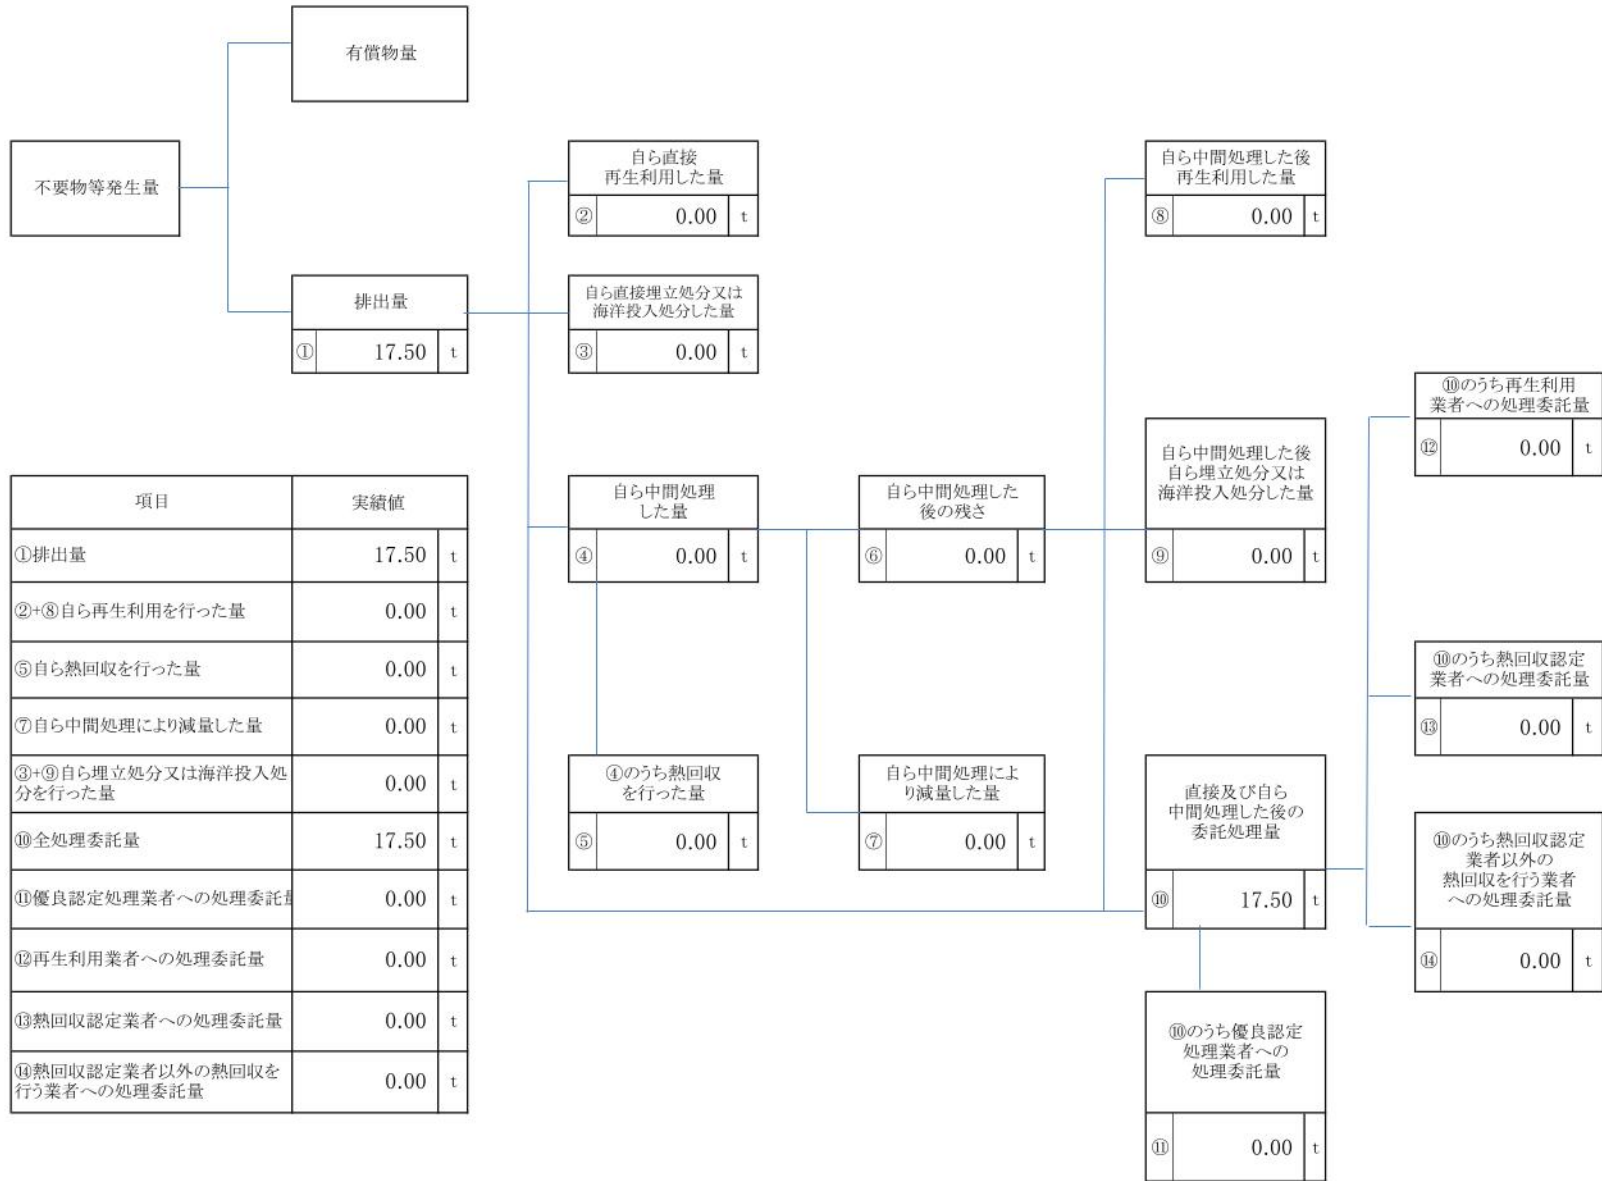 有償物量
不要物等発生量
排出量
① 17.50 t
自ら直接
再生利用した量
② 0.00 t
自ら直接埋立処分又は
海洋投入処分した量
③ 0.00 t
自ら中間処理
した量
④ 0.00 t
④のうち熱回収
を行った量
⑤ 0.00 t
自ら中間処理した
後の残さ
⑥ 0.00 t
自ら中間処理によ
り減量した量
⑦ 0.00 t
自ら中間処理した後
再生利用した量
⑧ 0.00 t
自ら中間処理した後
自ら埋立処分又は
海洋投入処分した量
⑨ 0.00 t
直接及び自ら
中間処理した後の
委託処理量
⑩ 17.50 t
⑩のうち優良認定
処理業者への
処理委託量
⑪ 0.00 t
⑩のうち再生利用
業者への処理委託量
⑫ 0.00 t
⑩のうち熱回収認定
業者への処理委託量
⑬ 0.00 t
⑩のうち熱回収認定
業者以外の
熱回収を行う業者
への処理委託量
⑭ 0.00 t
項目 実績値
①排出量 17.50 t
②+⑧自ら再生利用を行った量 0.00 t
⑤自ら熱回収を行った量 0.00 t
⑦自ら中間処理により減量した量 0.00 t
③+⑨自ら埋立処分又は海洋投入処
分を行った量 0.00 t
⑩全処理委託量 17.50 t
⑪優良認定処理業者への処理委託量 0.00 t
⑫再生利用業者への処理委託量 0.00 t
⑬熱回収認定業者への処理委託量 0.00 t
⑭熱回収認定業者以外の熱回収を
行う業者への処理委託量 0.00 t